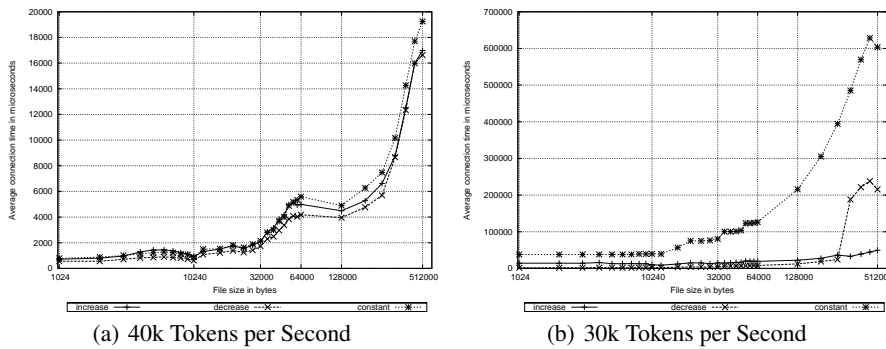 20000
18000
16000
14000
12000
10000
8000
6000
4000
2000
0
Average connection time in microseconds
1024
10240
32000
64000
128000
512000
File size in bytes
increase
decrease
constant
(a) 40k Tokens per Second
700000
600000
500000
400000
300000
200000
100000
0
Average connection time in microseconds
1024
10240
32000
64000
128000
512000
File size in bytes
increase
decrease
constant
(b) 30k Tokens per Second